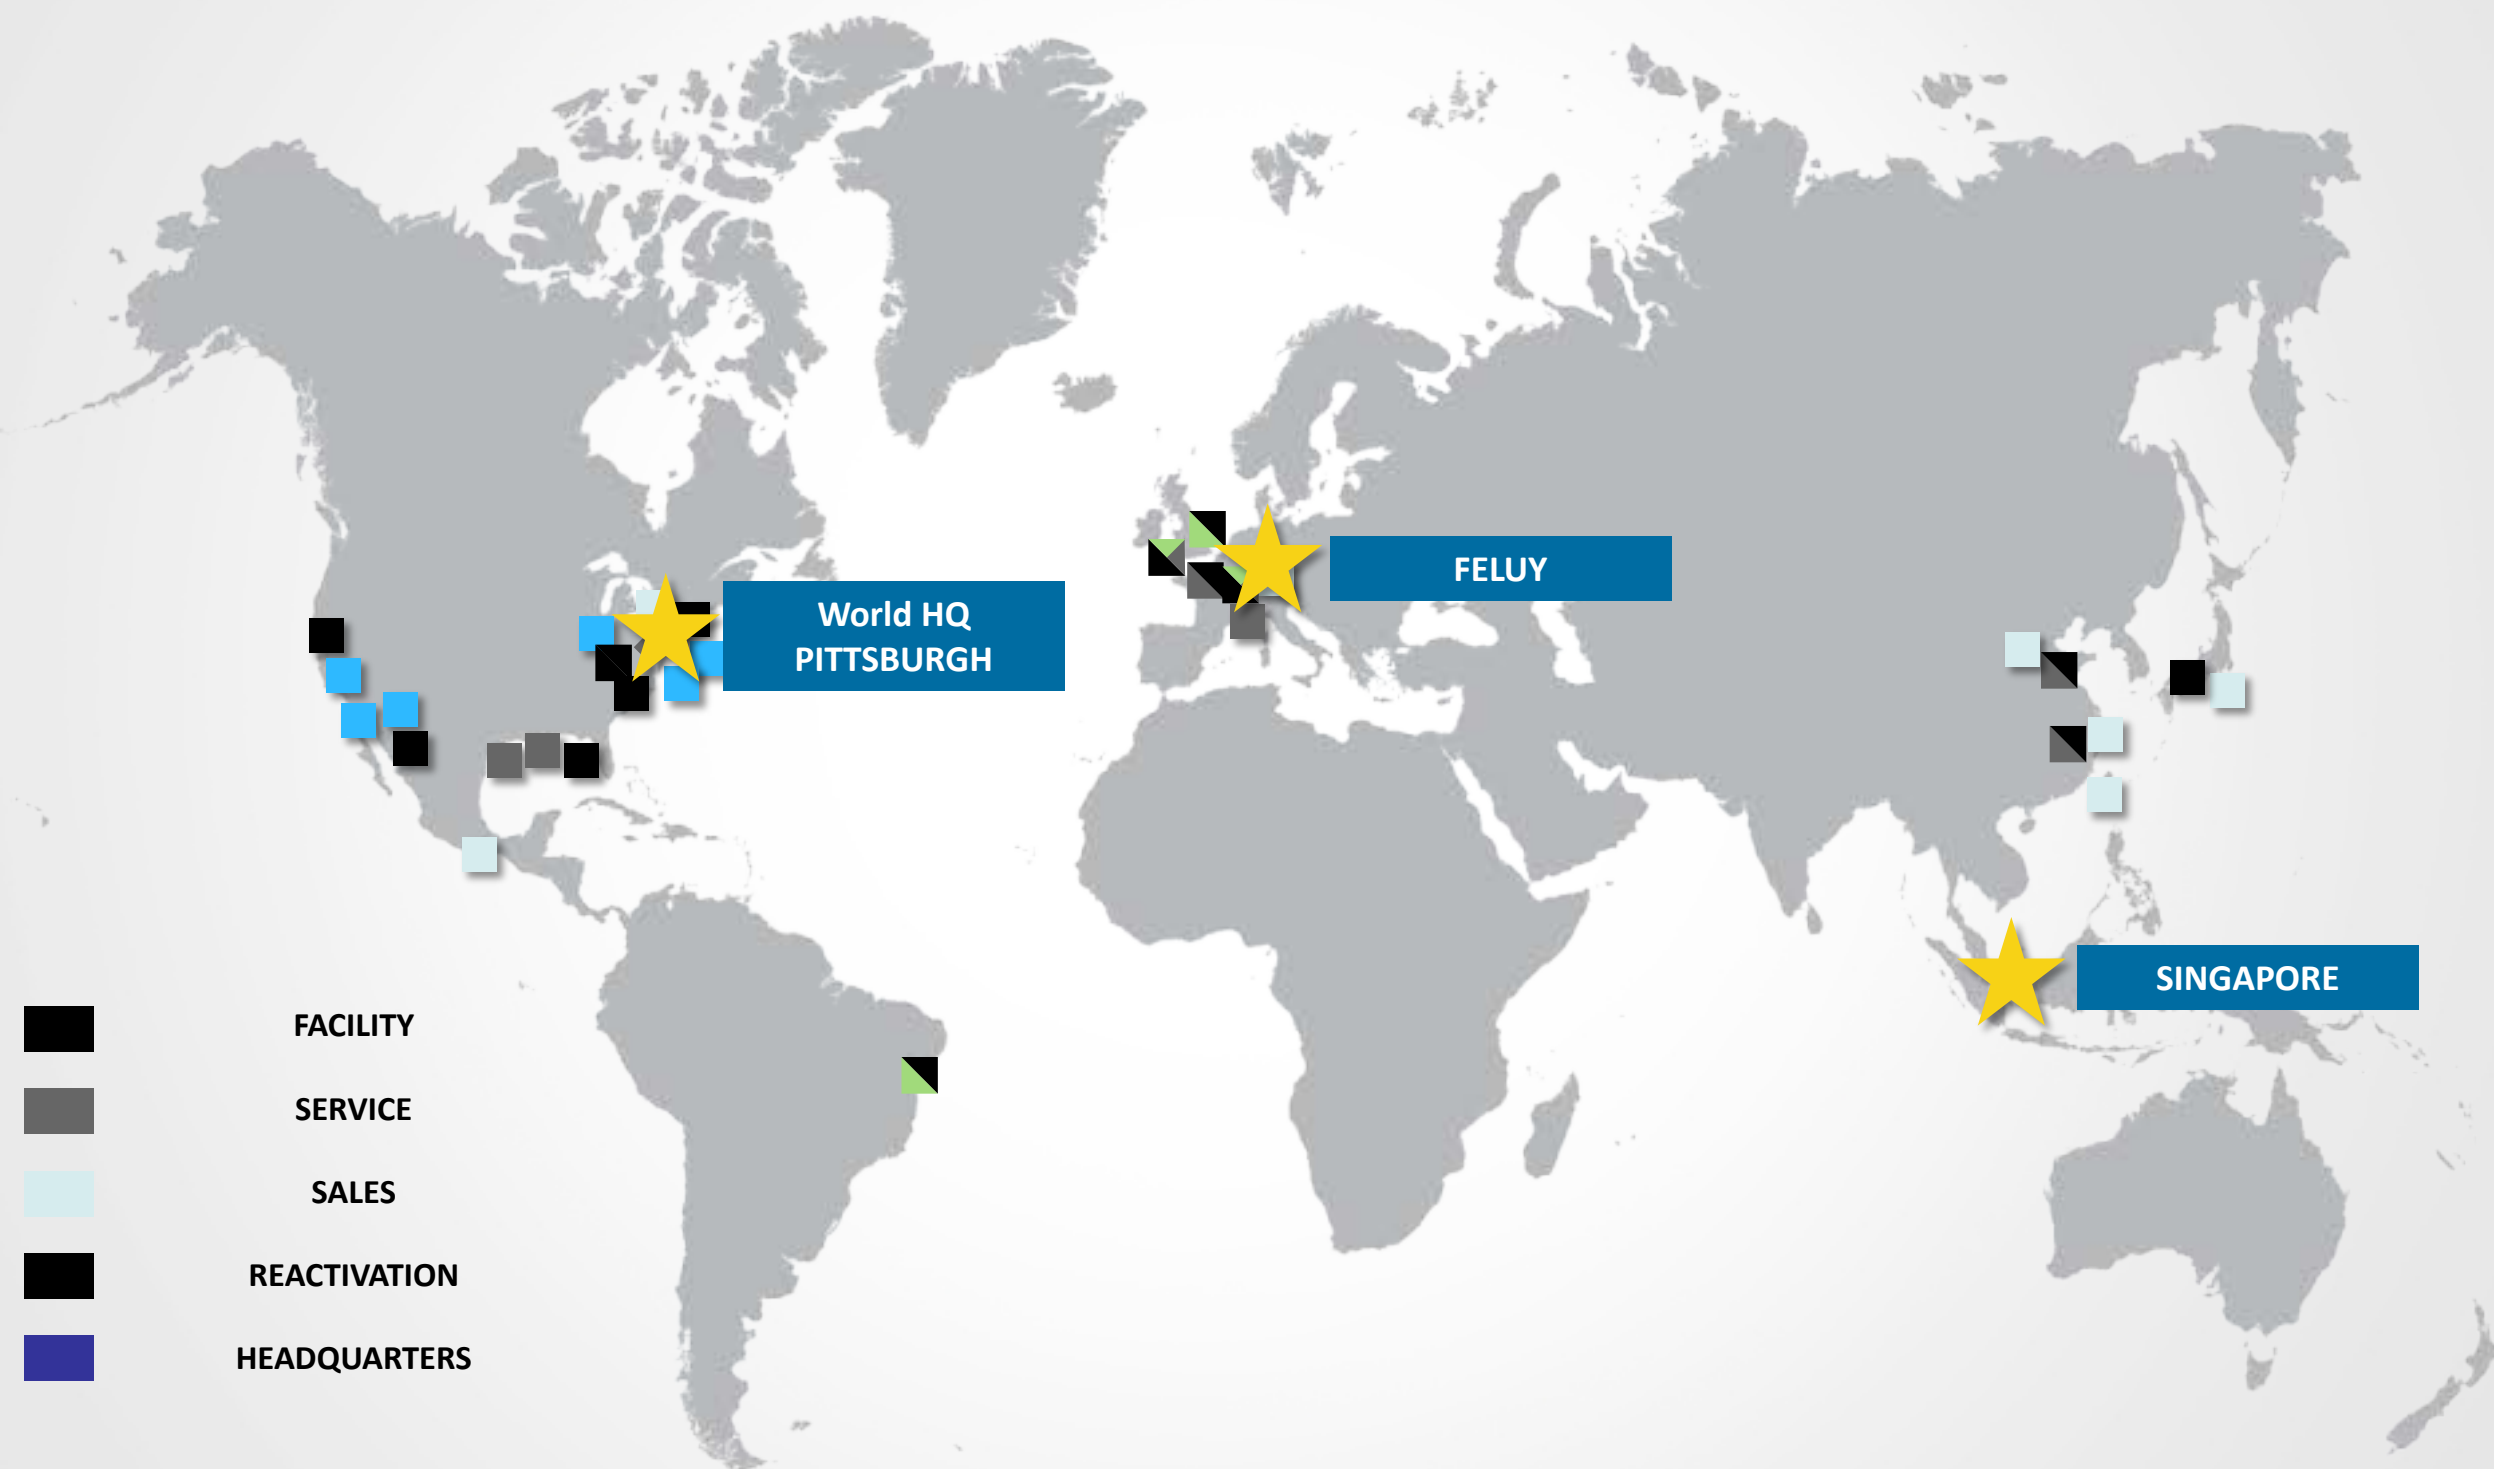 World HQ
PITTSBURGH
FELUY
SINGAPORE
FACILITY
SERVICE
SALES
REACTIVATION
HEADQUARTERS